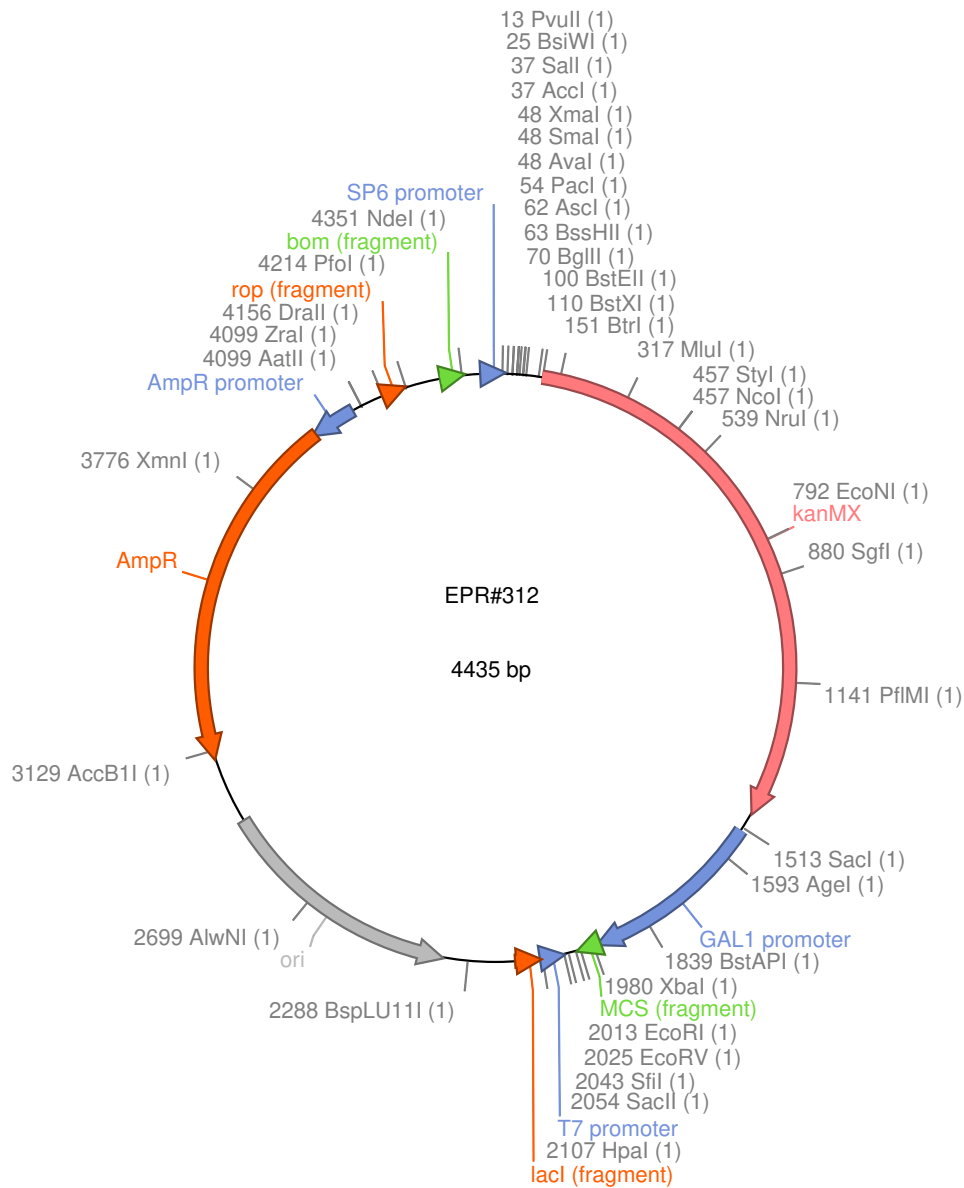 13 PvuII (1)
25 BsiWI (1)
37 SalI (1)
37 AccI (1)
48 XmaI (1)
48 SmaI (1)
48 AvaI (1)
54 PacI (1)
62 AscI (1)
63 BssHII (1)
70 BglII (1)
100 BstEII (1)
110 BstXI (1)
151 BtrI (1)
317 MluI (1)
457 StyI (1)
457 NcoI (1)
539 NruI (1)
792 EcoNI (1)
kanMX
880 SgfI (1)
1141 PflMI (1)
1513 SacI (1)
1593 AgeI (1)
GAL1 promoter
1839 BstAPI (1)
1980 XbaI (1)
MCS (fragment)
2013 EcoRI (1)
2025 EcoRV (1)
2043 SfiI (1)
2054 SacII (1)
T7 promoter
2107 HpaI (1)
lacI (fragment)
2288 BspLU11I (1)
ori
2699 AlwNI (1)
3129 AccB1I (1)
AmpR
3776 XmnI (1)
AmpR promoter
4099 AatII (1)
4099 ZraI (1)
4156 DraII (1)
rop (fragment)
4214 PfoI (1)
bom (fragment)
4351 NdeI (1)
SP6 promoter
EPR#312
4435 bp